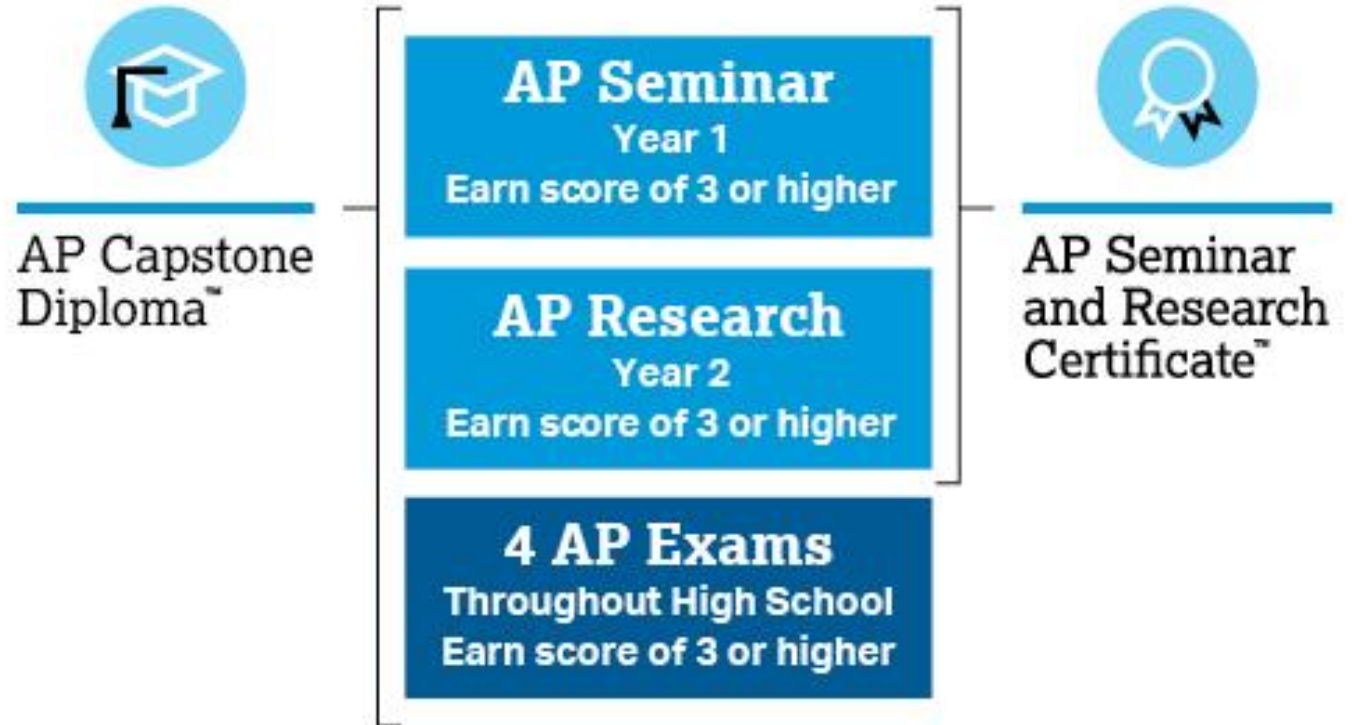 AP Capstone
Diploma™
AP Seminar
Year 1
Earn score of 3 or higher
AP Research
Year 2
Earn score of 3 or higher
4 AP Exams
Throughout High School
Earn score of 3 or higher
AP Seminar
and Research
Certificate™